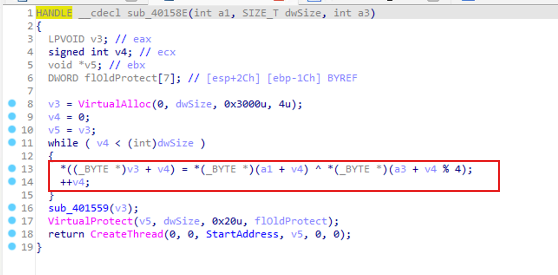 1 HANDLE __cdecl sub_40158E(int a1, SIZE_T dwSize, int a3)
2 {
3 LPVOID v3; // eax
4 signed int v4; // ecx
5 void *v5; // ebx
6 DWORD flOldProtect[7]; // [esp+2Ch] [ebp-1Ch] BYREF
7
8 v3 = VirtualAlloc(0, dwSize, 0x3000u, 4u);
9 v4 = 0;
10 v5 = v3;
11 while ( v4 < (int)dwSize )
12 {
13 *((_BYTE *)v3 + v4) = *(_BYTE *)(a1 + v4) ^ *(_BYTE *)(a3 + v4 % 4);
14 ++v4;
15 }
16 sub_401559(v3);
17 VirtualProtect(v5, dwSize, 0x20u, flOldProtect);
18 return CreateThread(0, 0, StartAddress, v5, 0, 0);
19 }